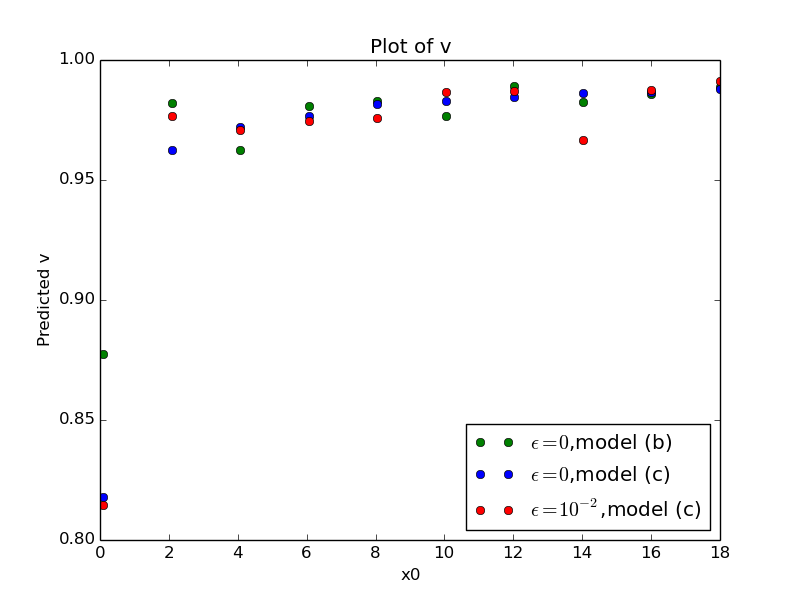 Plot of v
1.00
0.95
0.90
0.85
0.80
Predicted v
0 2 4 6 8 10 12 14 16 18
x0
ϵ=0,model (b)
ϵ=0,model (c)
ϵ=10⁻²,model (c)